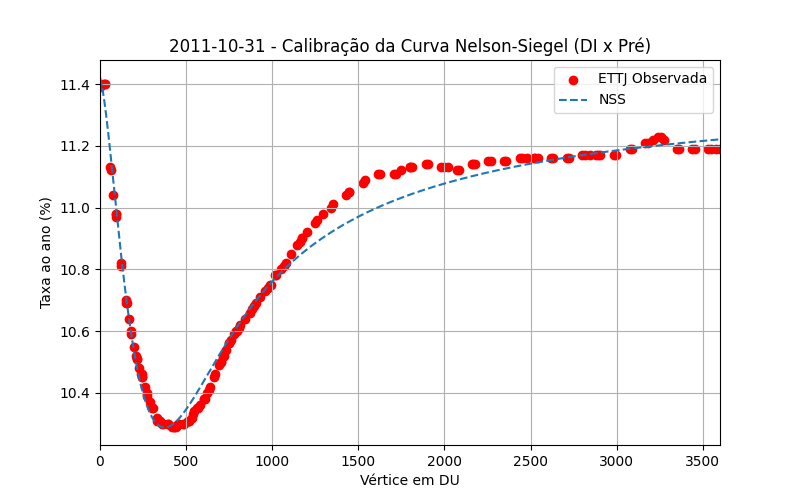 2011-10-31 - Calibração da Curva Nelson-Siegel (DI x Pré)
ETTJ Observada
NSS
Taxa ao ano (%)
11.4
11.2
11.0
10.8
10.6
10.4
0 500 1000 1500 2000 2500 3000 3500
Vértice em DU